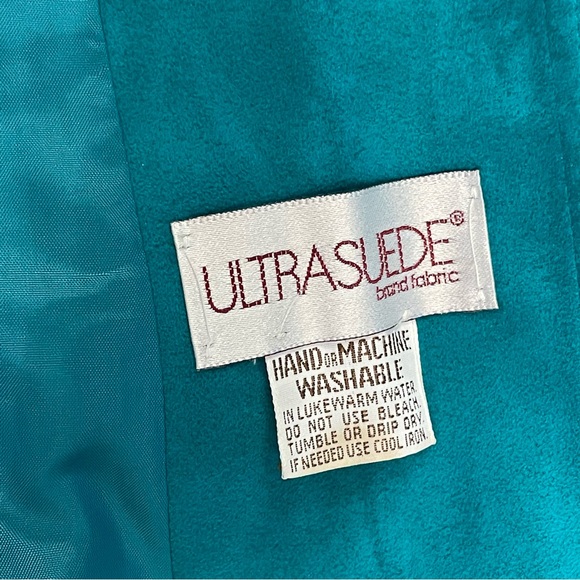 ULTRASUEDE®
brand fabric
HAND OR MACHINE
WASHABLE
IN LUKEWARM WATER
DO NOT USE BLEACH
TUMBLE OR DRIP DRY.
IF NEEDED USE COOL IRON.